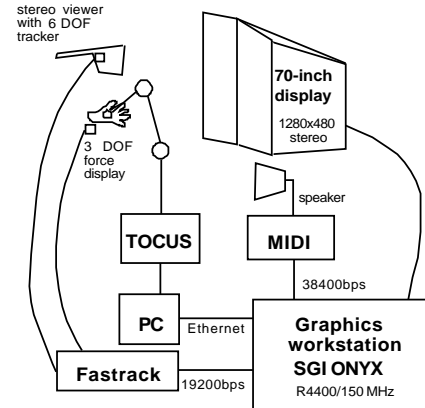 stereo viewer
with 6 DOF
tracker
70-inch
display
1280x480
stereo
3 DOF
force
display
speaker
TOCUS
MIDI
38400bps
PC
Ethernet
Graphics
workstation
SGI ONYX
R4400/150 MHz
Fastrack
19200bps